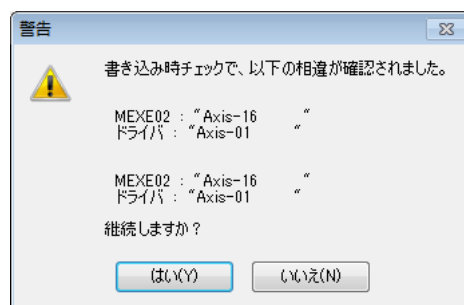 警告
書き込み時チェックで、以下の相違が確認されました。
MEXE02 : "Axis-16      "
ドライバ : "Axis-01      "
MEXE02 : "Axis-16      "
ドライバ : "Axis-01      "
継続しますか？
はい(Y)
いいえ(N)